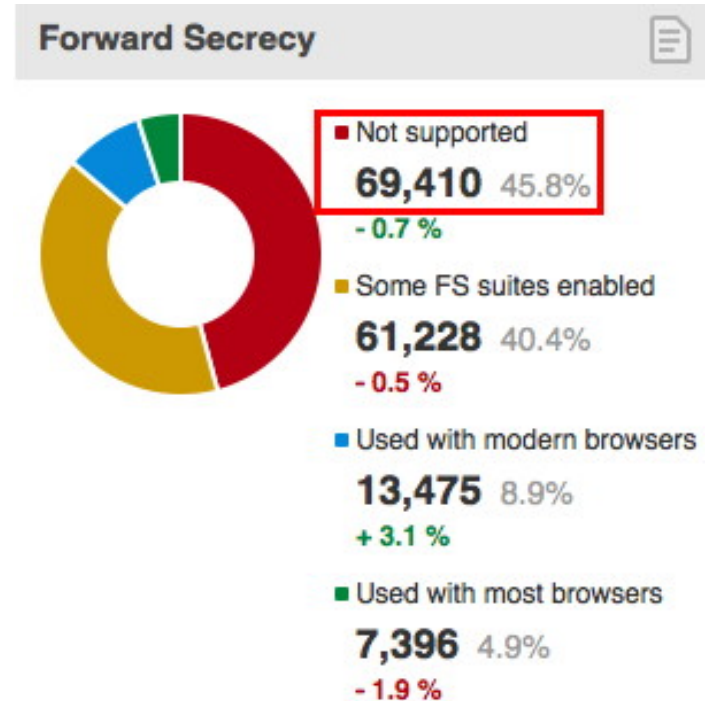 Forward Secrecy
Not supported
69,410 45.8%
- 0.7 %
Some FS suites enabled
61,228 40.4%
- 0.5 %
Used with modern browsers
13,475 8.9%
+ 3.1 %
Used with most browsers
7,396 4.9%
- 1.9 %